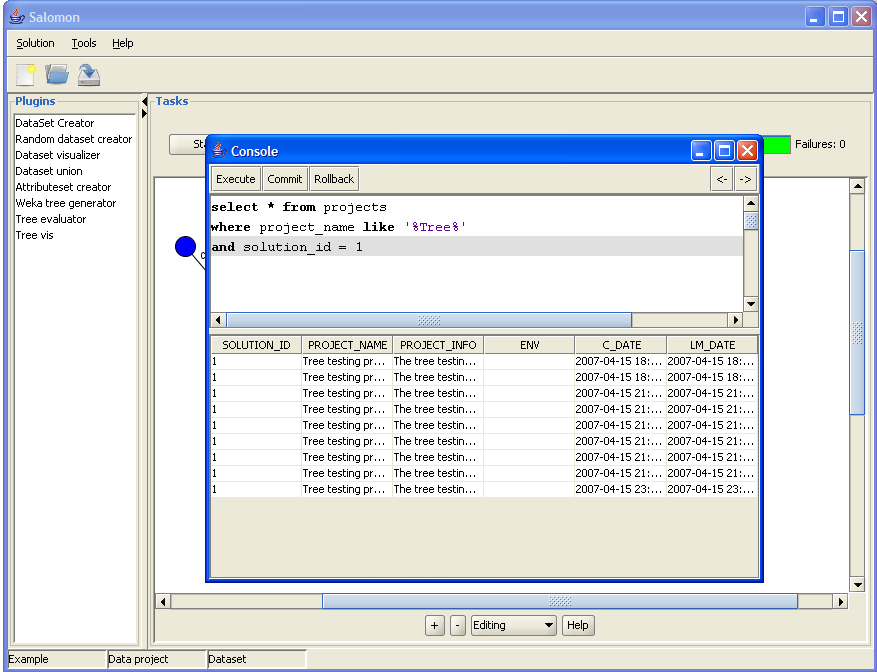 Salomon
Solution Tools Help
Plugins
DataSet Creator
Random dataset creator
Dataset visualizer
Dataset union
Attributeset creator
Weka tree generator
Tree evaluator
Tree vis
Tasks
Failures: 0
Console
Execute Commit Rollback <- ->
select * from projects
where project_name like '%Tree%'
and solution_id = 1
SOLUTION_ID PROJECT_NAME PROJECT_INFO ENV C_DATE LM_DATE
1 Tree testing pr... The tree testin... 2007-04-15 18:... 2007-04-15 18:...
1 Tree testing pr... The tree testin... 2007-04-15 18:... 2007-04-15 18:...
1 Tree testing pr... The tree testin... 2007-04-15 21:... 2007-04-15 21:...
1 Tree testing pr... The tree testin... 2007-04-15 21:... 2007-04-15 21:...
1 Tree testing pr... The tree testin... 2007-04-15 21:... 2007-04-15 21:...
1 Tree testing pr... The tree testin... 2007-04-15 21:... 2007-04-15 21:...
1 Tree testing pr... The tree testin... 2007-04-15 21:... 2007-04-15 21:...
1 Tree testing pr... The tree testin... 2007-04-15 21:... 2007-04-15 21:...
1 Tree testing pr... The tree testin... 2007-04-15 23:... 2007-04-15 23:...
+ - Editing Help
Example Data project Dataset